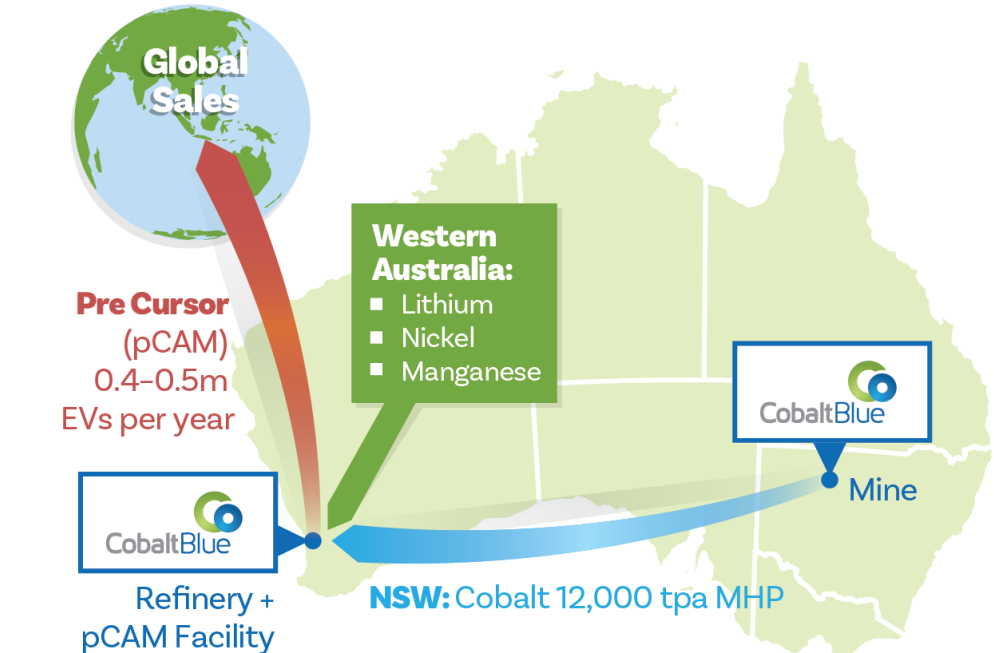 Global
Sales
Western
Australia:
Lithium
Nickel
Manganese
Pre Cursor
(pCAM)
0.4–0.5m
EVs per year
CobaltBlue
Mine
CobaltBlue
Refinery +
pCAM Facility
NSW: Cobalt 12,000 tpa MHP